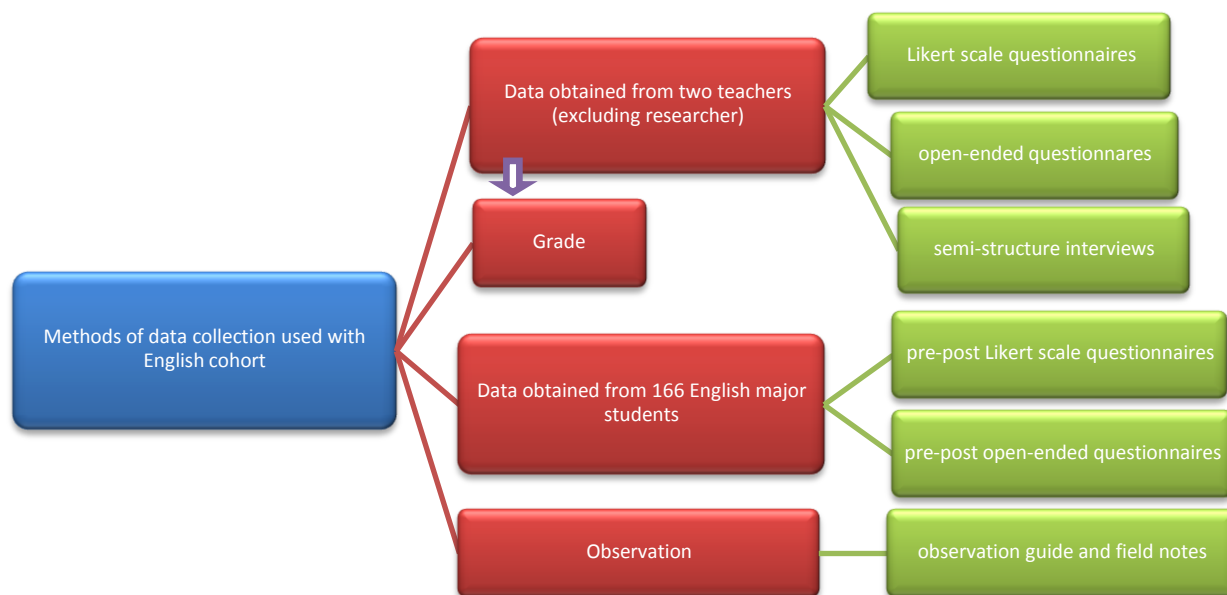 Methods of data collection used with
English cohort
Data obtained from two teachers
(excluding researcher)
Likert scale questionnaires
open-ended questionnares
semi-structure interviews
Grade
Data obtained from 166 English major
students
pre-post Likert scale questionnaires
pre-post open-ended questionnaires
Observation
observation guide and field notes